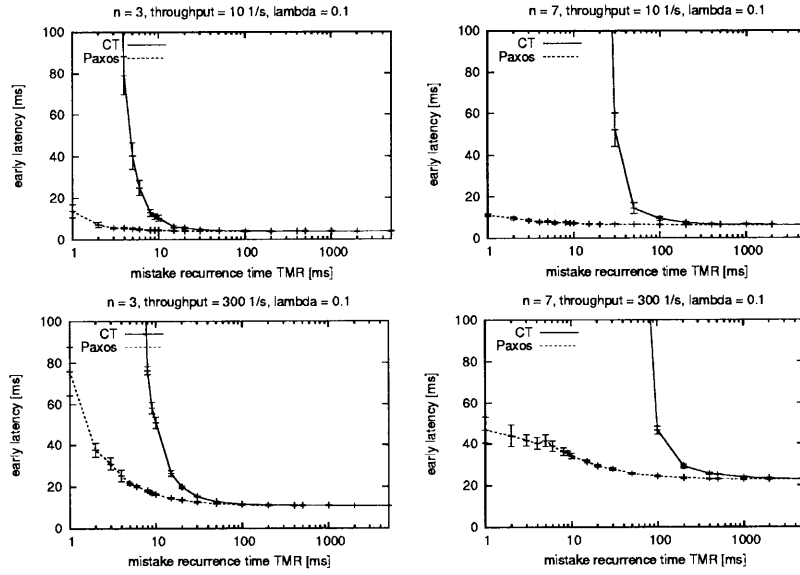 n = 3, throughput = 10 1/s, lambda = 0.1
100
80
60
40
20
0
early latency [ms]
CT
Paxos
1
10
100
1000
mistake recurrence time TMR [ms]
n = 7, throughput = 10 1/s, lambda = 0.1
100
80
60
40
20
0
early latency [ms]
CT
Paxos
1
10
100
1000
mistake recurrence time TMR [ms]
n = 3, throughput = 300 1/s, lambda = 0.1
100
80
60
40
20
0
early latency [ms]
CT
Paxos
1
10
100
1000
mistake recurrence time TMR [ms]
n = 7, throughput = 300 1/s, lambda = 0.1
100
80
60
40
20
0
early latency [ms]
CT
Paxos
1
10
100
1000
mistake recurrence time TMR [ms]